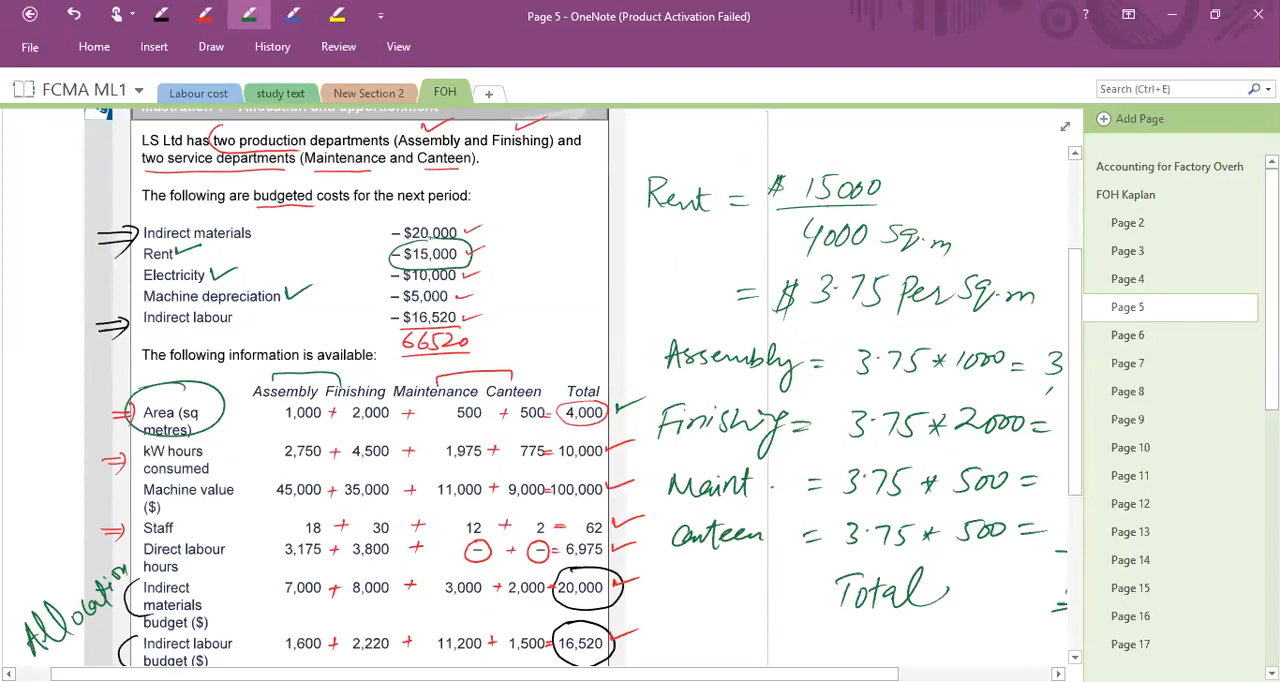 Page 5 - OneNote (Product Activation Failed)
?
File Home Insert Draw History Review View
FCMA ML1 Labour cost study text New Section 2 FOH +
Search (Ctrl+E)
LS Ltd has two production departments (Assembly and Finishing) and
two service departments (Maintenance and Canteen).
The following are budgeted costs for the next period:
Indirect materials – $20,000
Rent – $15,000
Electricity – $10,000
Machine depreciation – $5,000
Indirect labour – $16,520
66520
The following information is available:
Assembly Finishing Maintenance Canteen Total
Area (sq 1,000 + 2,000 + 500 + 500 = 4,000
metres)
kW hours 2,750 + 4,500 + 1,975 + 775 = 10,000
consumed
Machine value 45,000 + 35,000 + 11,000 + 9,000 = 100,000
($)
Staff 18 + 30 + 12 + 2 = 62
Direct labour 3,175 + 3,800 + – + – = 6,975
hours
Indirect 7,000 + 8,000 + 3,000 + 2,000 = 20,000
materials
budget ($)
Indirect labour 1,600 + 2,220 + 11,200 + 1,500 = 16,520
budget ($)
Allocation
Rent = $ 15000
4000 Sq.m
= $ 3.75 Per Sq.m
Assembly = 3.75 * 1000 = 3
Finishing = 3.75 * 2000 =
Maint. = 3.75 * 500 =
Canteen = 3.75 * 500 =
Total =
+ Add Page
Accounting for Factory Overh
FOH Kaplan
Page 2
Page 3
Page 4
Page 5
Page 6
Page 7
Page 8
Page 9
Page 10
Page 11
Page 12
Page 13
Page 14
Page 15
Page 16
Page 17